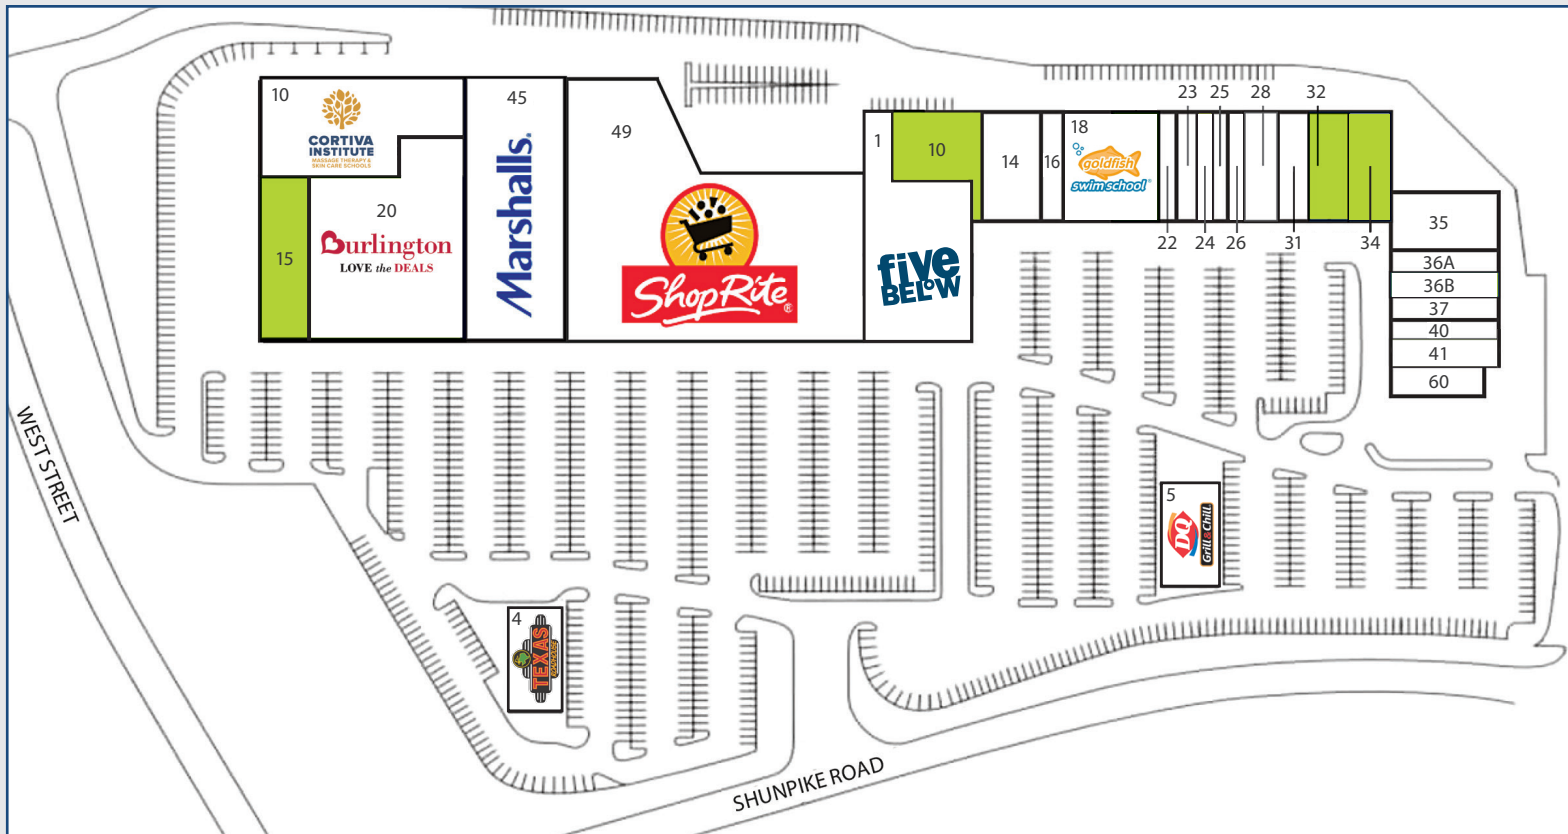 10
CORTIVA
INSTITUTE
MASSAGE THERAPY &
SKIN CARE SCHOOLS
15
20
Burlington
LOVE the DEALS
45
Marshalls.
49
ShopRite®
1
10
five
BELOW
14
16
18
goldfish
swim school®
22
23
24
25
26
28
31
32
34
35
36A
36B
37
40
41
60
5
DQ
Grill & Chill
4
TEXAS
WEST STREET
SHUNPIKE ROAD